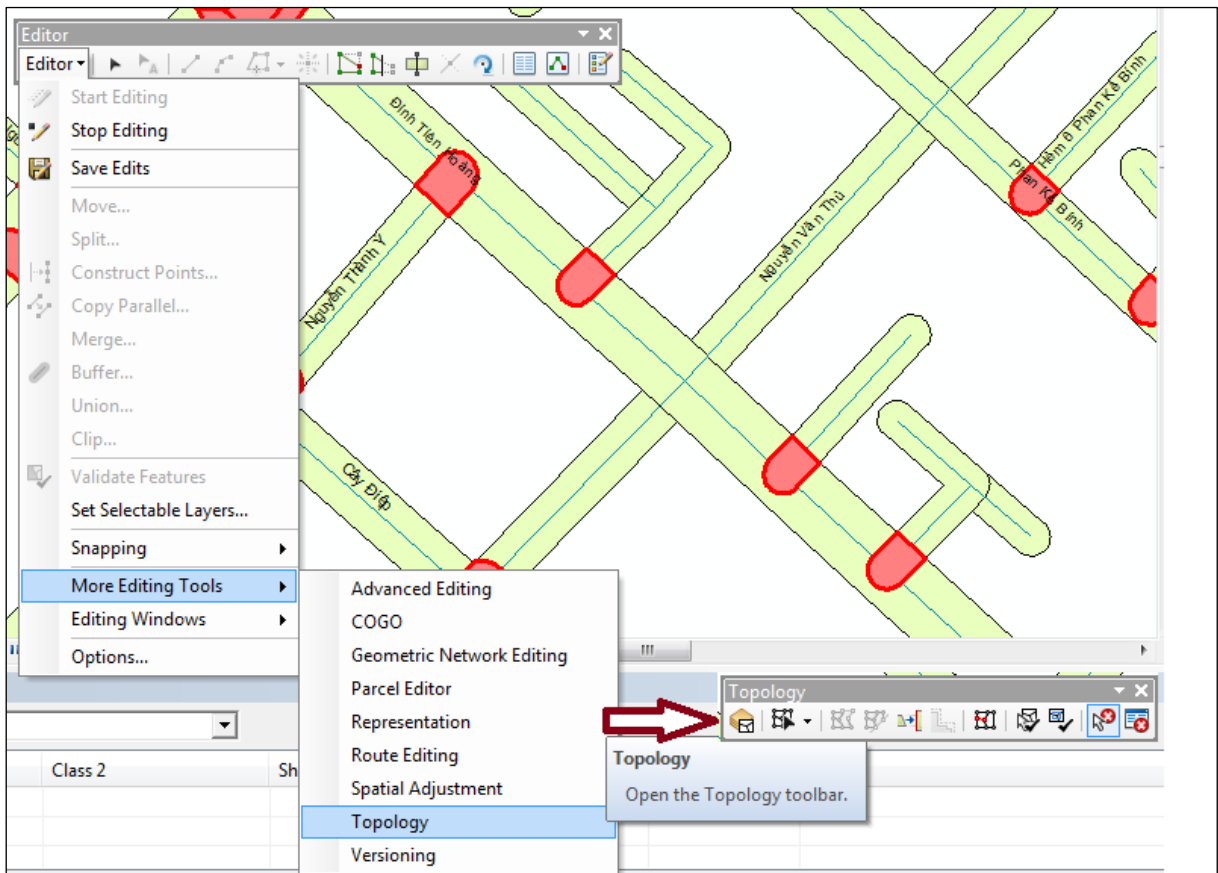 Editor
Editor
Start Editing
Stop Editing
Save Edits
Move...
Split...
Construct Points...
Copy Parallel...
Merge...
Buffer...
Union...
Clip...
Validate Features
Set Selectable Layers...
Snapping
More Editing Tools
Editing Windows
Options...
Advanced Editing
COGO
Geometric Network Editing
Parcel Editor
Representation
Route Editing
Spatial Adjustment
Topology
Versioning
Topology
Topology
Open the Topology toolbar.
Class 2
Sh
Đinh Tiên Hoàng
Nguyễn Thành Ý
Nguyễn Văn Thủ
Hẻm 6 Phan Kế Bính
Phan Kế Bính
Cây Điệp